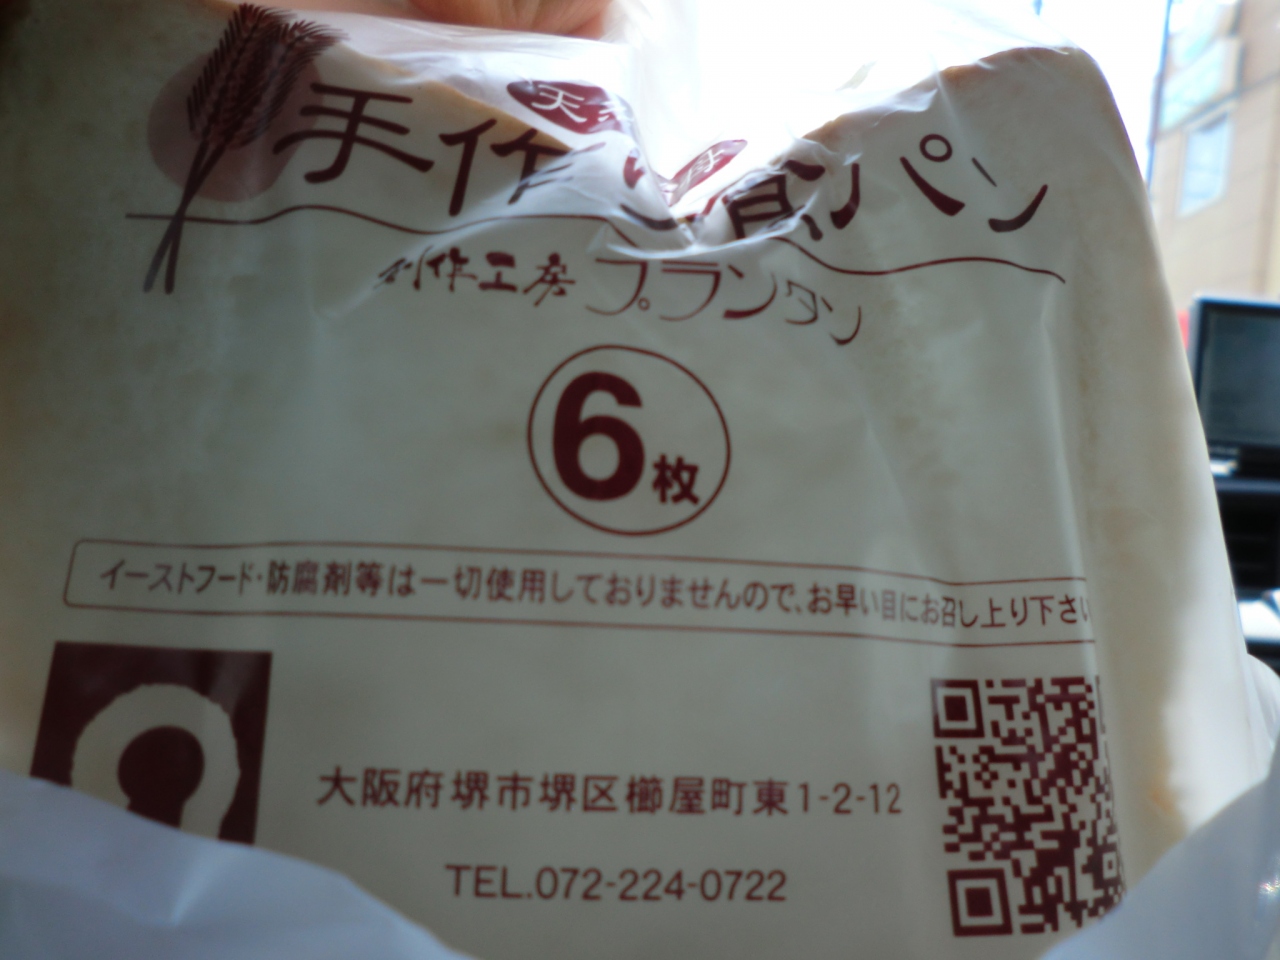 天
手作 パン
創作工房 プランタン
6枚
イーストフード・防腐剤等は一切使用しておりませんので、お早い目にお召し上り下さい
大阪府堺市堺区櫛屋町東1-2-12
TEL.072-224-0722